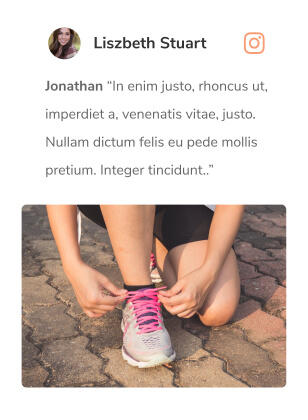 Liszbeth Stuart
Jonathan “In enim justo, rhoncus ut,
imperdiet a, venenatis vitae, justo.
Nullam dictum felis eu pede mollis
pretium. Integer tincidunt..”